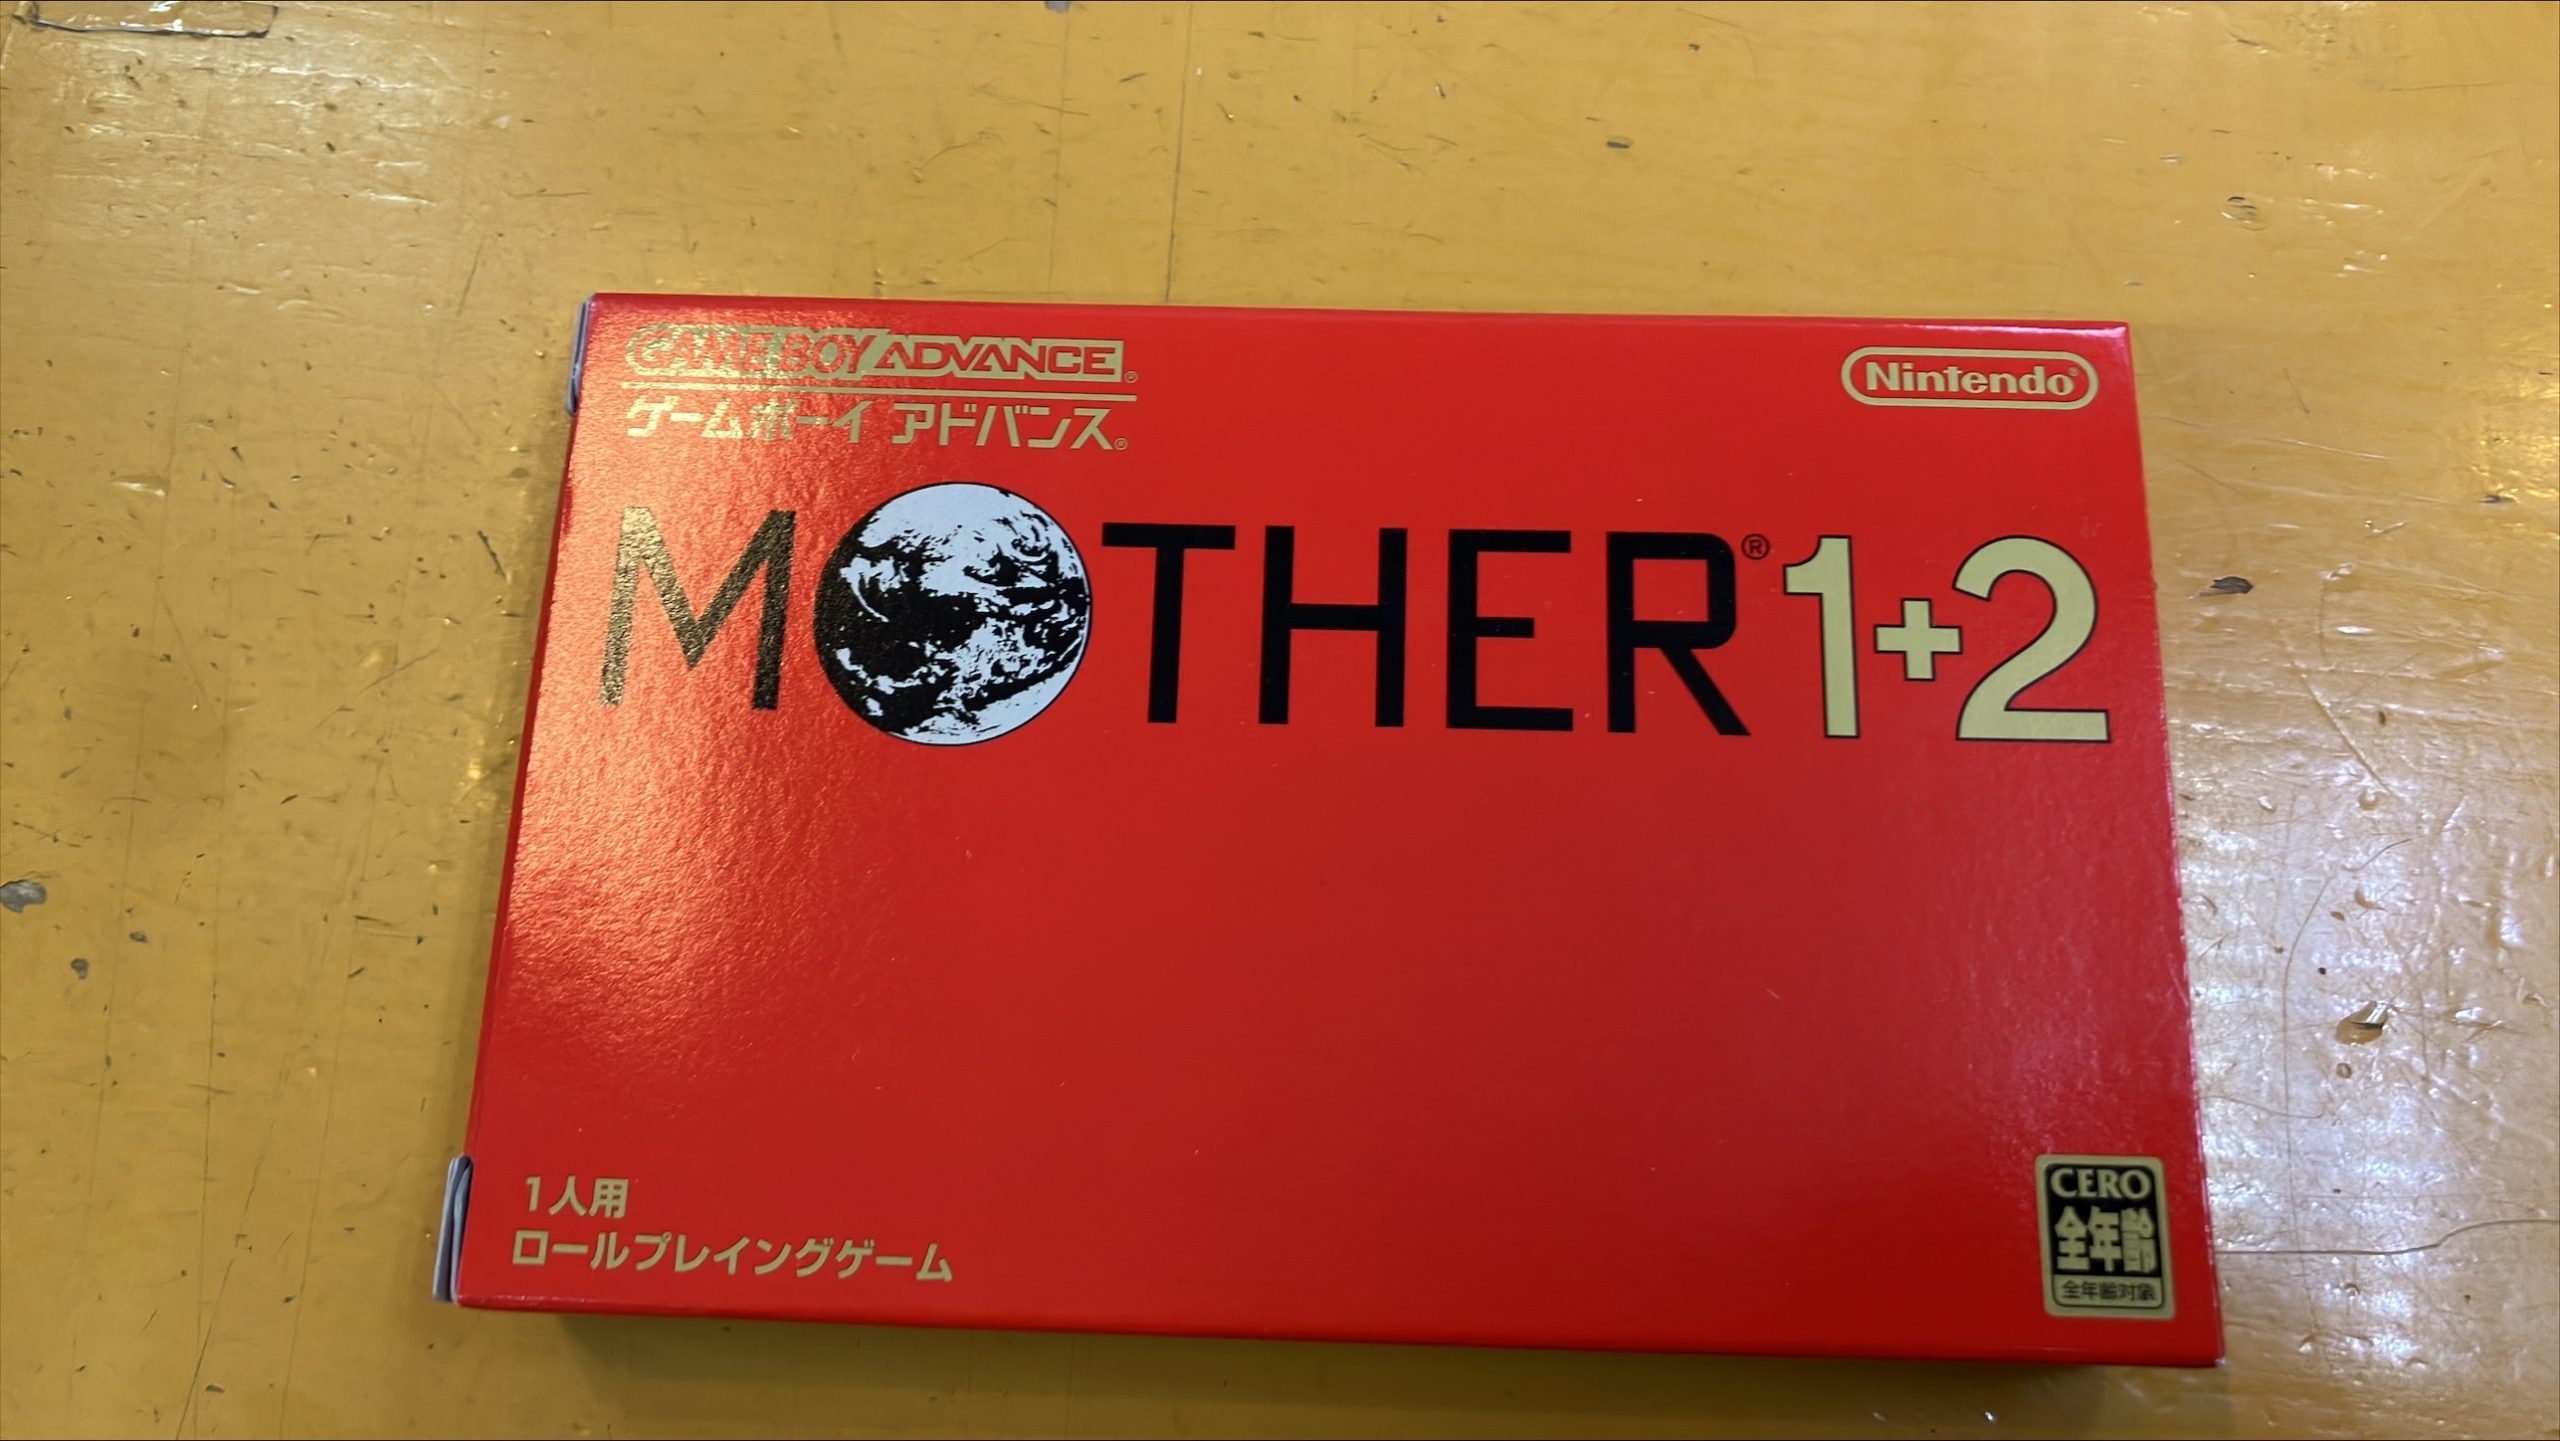 GAME BOY ADVANCE®
Nintendo®
ゲームボーイ アドバンス®
MOTHER®1+2
1人用
ロールプレイングゲーム
CERO
全年齢
全年齢対象